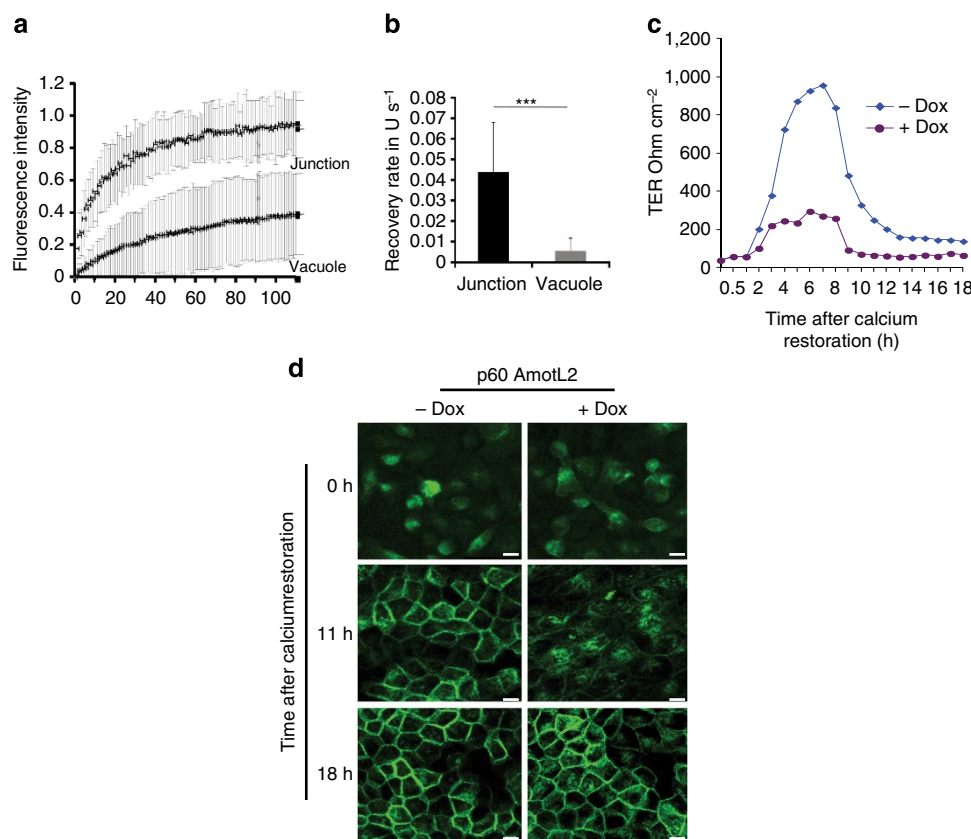 a
Fluorescence intensity
1.2
1.0
0.8
0.6
0.4
0.2
0
0 20 40 60 80 100
Junction
Vacuole
b
Recovery rate in U s⁻¹
0.08
0.07
0.06
0.05
0.04
0.03
0.02
0.01
0
***
Junction Vacuole
c
TER Ohm cm⁻²
1,200
1,000
800
600
400
200
0
– Dox
+ Dox
0.5 2 4 6 8 10 12 14 16 18
Time after calcium
restoration (h)
d
p60 AmotL2
– Dox + Dox
Time after calciumrestoration
0 h
11 h
18 h